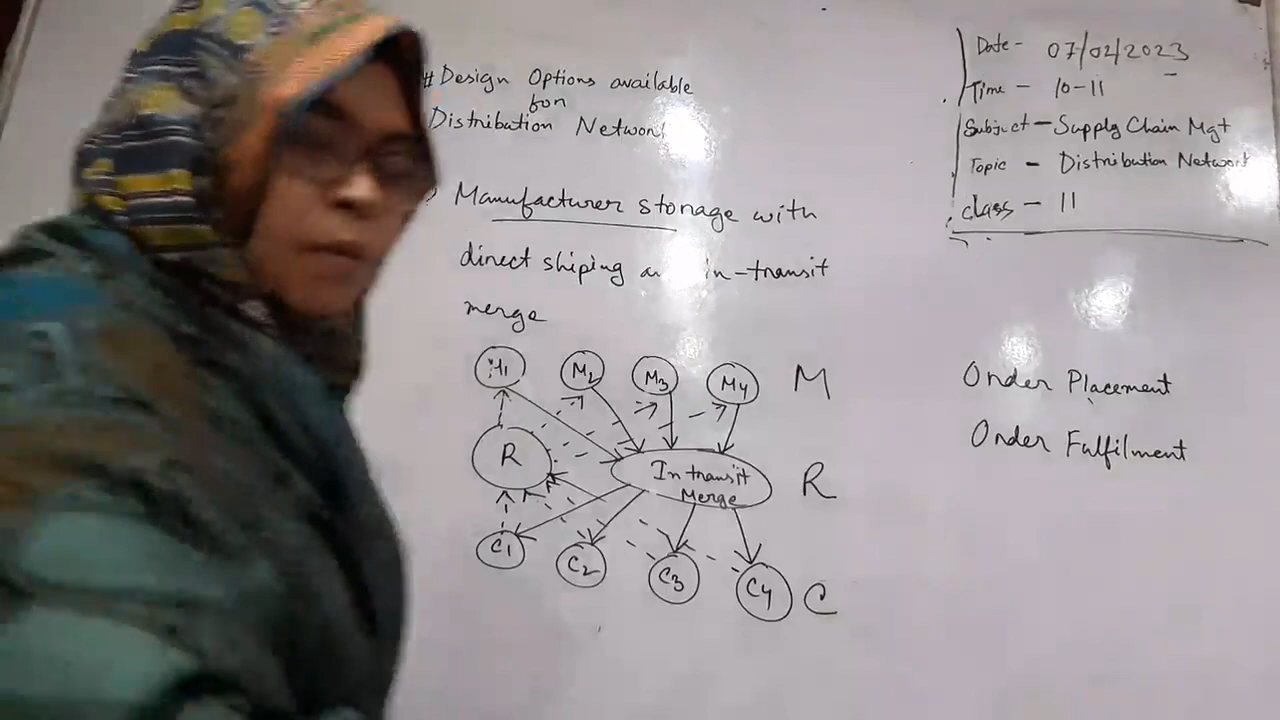 # Design Options available
for
Distribution Network
Manufacturer storage with
direct shiping in-transit
merge
M1 M2 M3 M4 M
R In transit R
Merge
C1 C2 C3 C4 C
Date- 07/02/2023
Time - 10-11
Subject - Supply Chain Mgt
Topic - Distribution Network
Class - 11
Order Placement
Order Fulfilment